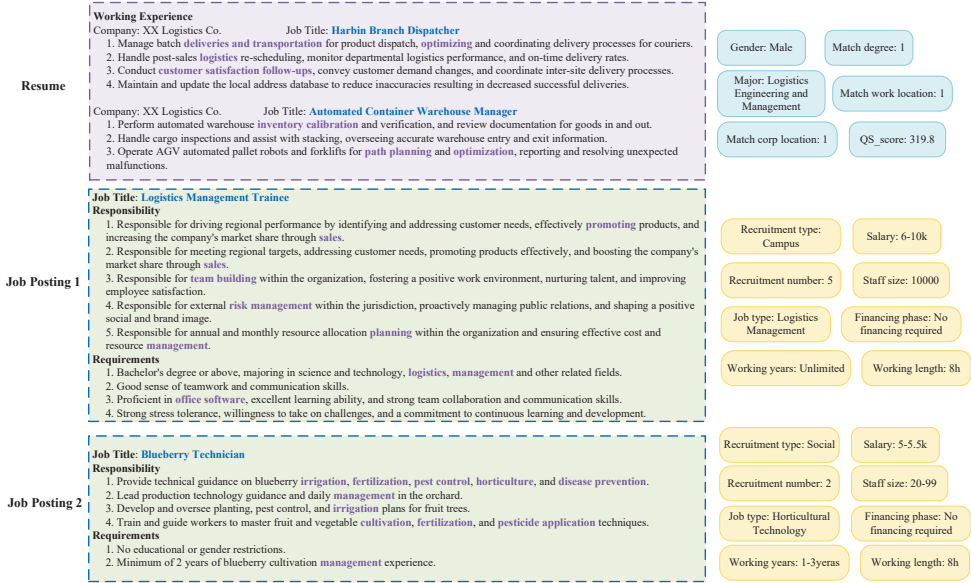 Resume
Working Experience
Company: XX Logistics Co. Job Title: Harbin Branch Dispatcher
1. Manage batch deliveries and transportation for product dispatch, optimizing and coordinating delivery processes for couriers.
2. Handle post-sales logistics re-scheduling, monitor departmental logistics performance, and on-time delivery rates.
3. Conduct customer satisfaction follow-ups, convey customer demand changes, and coordinate inter-site delivery processes.
4. Maintain and update the local address database to reduce inaccuracies resulting in decreased successful deliveries.
Company: XX Logistics Co. Job Title: Automated Container Warehouse Manager
1. Perform automated warehouse inventory calibration and verification, and review documentation for goods in and out.
2. Handle cargo inspections and assist with stacking, overseeing accurate warehouse entry and exit information.
3. Operate AGV automated pallet robots and forklifts for path planning and optimization, reporting and resolving unexpected
malfunctions.
Gender: Male
Match degree: 1
Major: Logistics
Engineering and
Management
Match work location: 1
Match corp location: 1
QS_score: 319.8
Job Posting 1
Job Title: Logistics Management Trainee
Responsibility
1. Responsible for driving regional performance by identifying and addressing customer needs, effectively promoting products, and
increasing the company's market share through sales.
2. Responsible for meeting regional targets, addressing customer needs, promoting products effectively, and boosting the company's
market share through sales.
3. Responsible for team building within the organization, fostering a positive work environment, nurturing talent, and improving
employee satisfaction.
4. Responsible for external risk management within the jurisdiction, proactively managing public relations, and shaping a positive
social and brand image.
5. Responsible for annual and monthly resource allocation planning within the organization and ensuring effective cost and
resource management.
Requirements
1. Bachelor's degree or above, majoring in science and technology, logistics, management and other related fields.
2. Good sense of teamwork and communication skills.
3. Proficient in office software, excellent learning ability, and strong team collaboration and communication skills.
4. Strong stress tolerance, willingness to take on challenges, and a commitment to continuous learning and development.
Recruitment type:
Campus
Salary: 6-10k
Recruitment number: 5
Staff size: 10000
Job type: Logistics
Management
Financing phase: No
financing required
Working years: Unlimited
Working length: 8h
Job Posting 2
Job Title: Blueberry Technician
Responsibility
1. Provide technical guidance on blueberry irrigation, fertilization, pest control, horticulture, and disease prevention.
2. Lead production technology guidance and daily management in the orchard.
3. Develop and oversee planting, pest control, and irrigation plans for fruit trees.
4. Train and guide workers to master fruit and vegetable cultivation, fertilization, and pesticide application techniques.
Requirements
1. No educational or gender restrictions.
2. Minimum of 2 years of blueberry cultivation management experience.
Recruitment type: Social
Salary: 5-5.5k
Recruitment number: 2
Staff size: 20-99
Job type: Horticultural
Technology
Financing phase: No
financing required
Working years: 1-3yeras
Working length: 8h